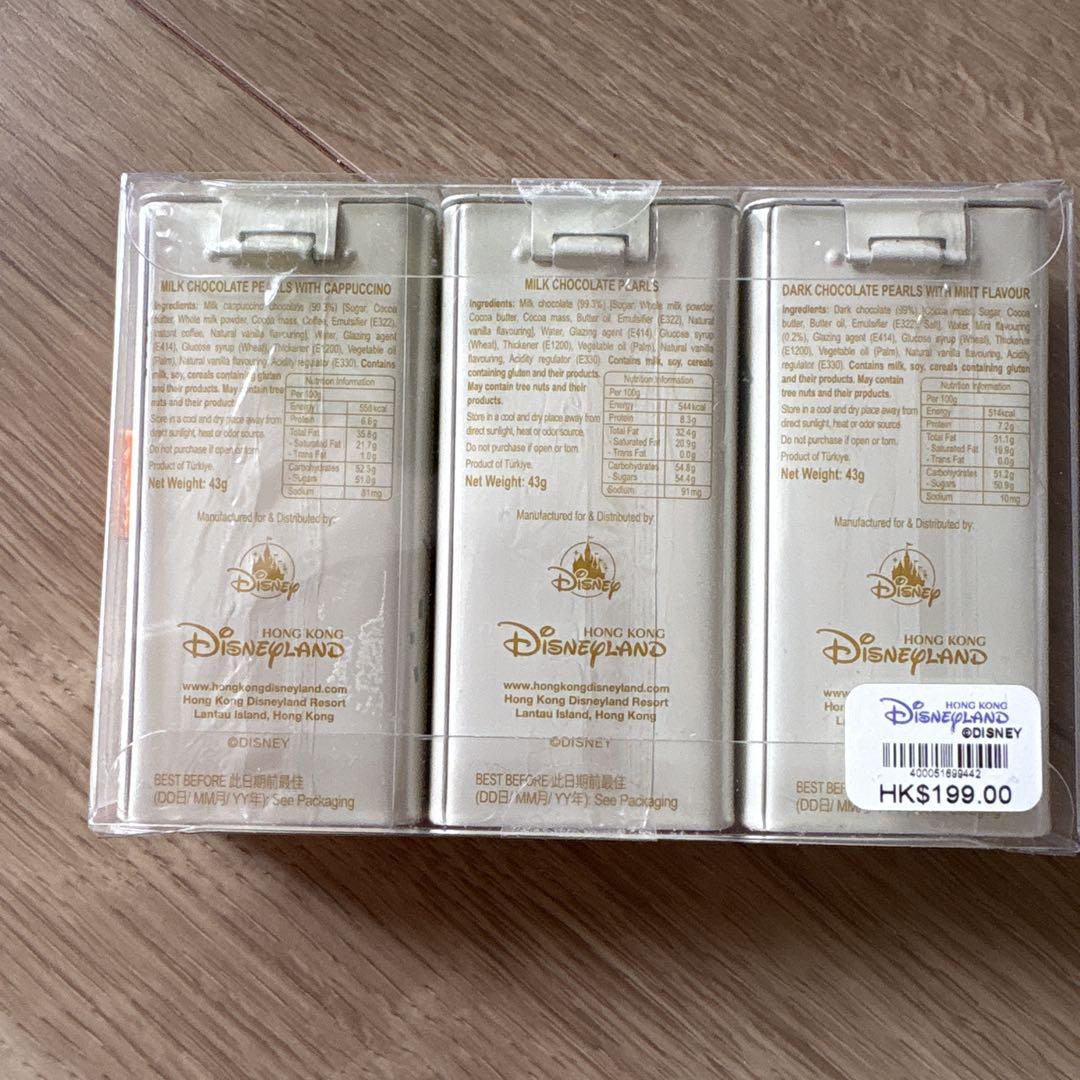 MILK CHOCOLATE PEARLS WITH CAPPUCCINO
Ingredients: Milk cappuccino chocolate (99.3%) [Sugar, Cocoa
butter, Whole milk powder, Cocoa mass, Coffee, Emulsifier (E322),
Instant coffee, Natural vanilla flavouring], Water, Glazing agent
(E414), Glucose syrup (Wheat), Thickener (E1200), Vegetable oil
(Palm), Natural vanilla flavouring, Acidity regulator (E330). Contains
milk, soy, cereals containing gluten
and their products. May contain tree
nuts and their products.
Store in a cool and dry place away from
direct sunlight, heat or odor source.
Do not purchase if open or torn.
Product of Türkiye.
Net Weight: 43g
Nutrition Information
Per 100g
Energy 558kcal
Protein 6.6g
Total Fat 35.8g
- Saturated Fat 21.7g
- Trans Fat 1.0g
Carbohydrates 52.3g
- Sugars 51.0g
Sodium 81mg
Manufactured for & Distributed by:
Disney
HONG KONG
Disneyland
www.hongkongdisneyland.com
Hong Kong Disneyland Resort
Lantau Island, Hong Kong
©DISNEY
BEST BEFORE 此日期前最佳
(DD日/ MM月/ YY年): See Packaging
MILK CHOCOLATE PEARLS
Ingredients: Milk chocolate (99.3%) [Sugar, Whole milk powder,
Cocoa butter, Cocoa mass, Butter oil, Emulsifier (E322), Natural
vanilla flavouring], Water, Glazing agent (E414), Glucose syrup
(Wheat), Thickener (E1200), Vegetable oil (Palm), Natural vanilla
flavouring, Acidity regulator (E330). Contains milk, soy, cereals
containing gluten and their products.
May contain tree nuts and their
products.
Store in a cool and dry place away from
direct sunlight, heat or odor source.
Do not purchase if open or torn.
Product of Türkiye.
Net Weight: 43g
Nutrition Information
Per 100g
Energy 544kcal
Protein 8.3g
Total Fat 32.4g
- Saturated Fat 20.9g
- Trans Fat 0.0g
Carbohydrates 54.8g
- Sugars 54.4g
Sodium 91mg
Manufactured for & Distributed by:
Disney
HONG KONG
Disneyland
www.hongkongdisneyland.com
Hong Kong Disneyland Resort
Lantau Island, Hong Kong
©DISNEY
BEST BEFORE 此日期前最佳
(DD日/ MM月/ YY年): See Packaging
DARK CHOCOLATE PEARLS WITH MINT FLAVOUR
Ingredients: Dark chocolate (99%) [Cocoa mass, Sugar, Cocoa
butter, Butter oil, Emulsifier (E322), Salt], Water, Mint flavouring
(0.2%), Glazing agent (E414), Glucose syrup (Wheat), Thickener
(E1200), Vegetable oil (Palm), Natural vanilla flavouring, Acidity
regulator (E330). Contains milk, soy, cereals containing gluten
and their products. May contain
tree nuts and their products.
Store in a cool and dry place away from
direct sunlight, heat or odor source.
Do not purchase if open or torn.
Product of Türkiye.
Net Weight: 43g
Nutrition Information
Per 100g
Energy 514kcal
Protein 7.2g
Total Fat 31.1g
- Saturated Fat 19.9g
- Trans Fat 0.0g
Carbohydrates 51.2g
- Sugars 50.9g
Sodium 10mg
Manufactured for & Distributed by:
Disney
HONG KONG
Disneyland
HONG KONG
Disneyland
©DISNEY
400051699442
HK$199.00